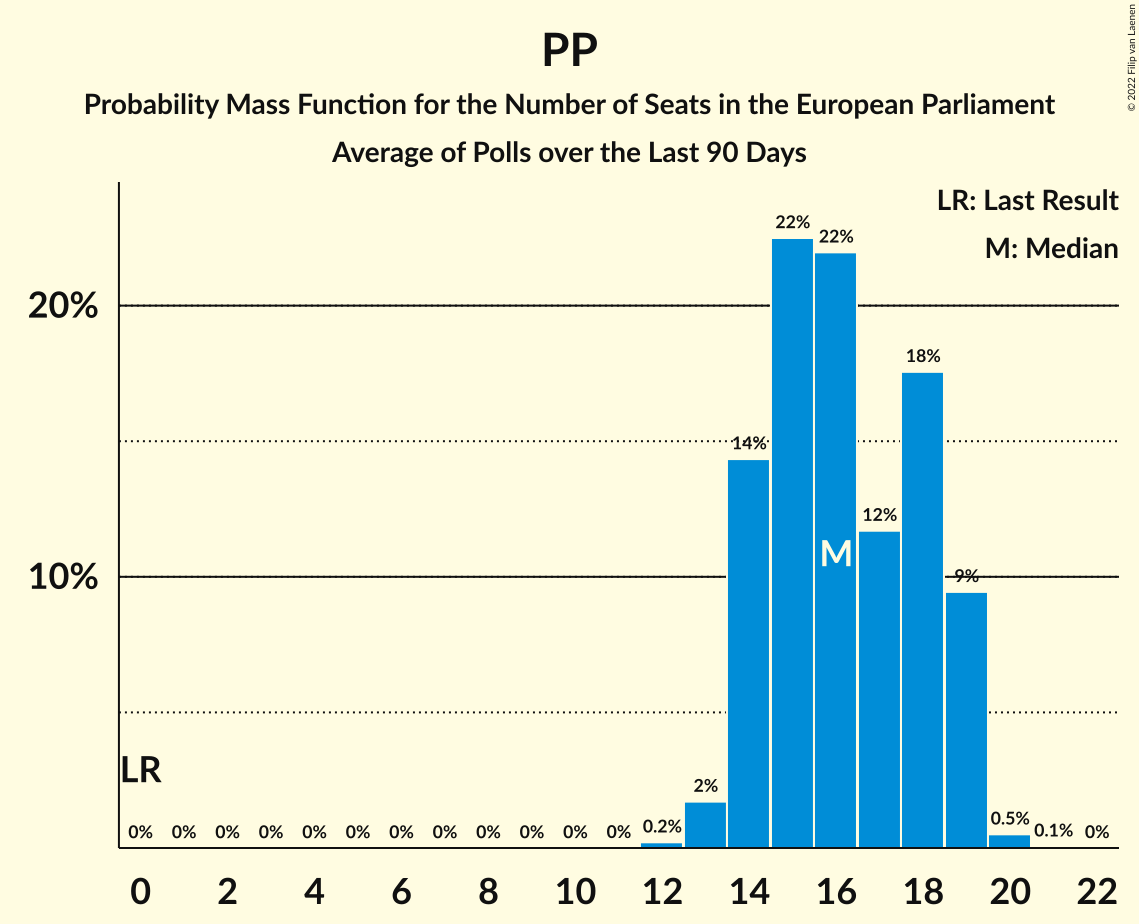 PP
Probability Mass Function for the Number of Seats in the European Parliament
Average of Polls over the Last 90 Days
© 2022 Filip van Laenen
LR: Last Result
M: Median
22%
22%
20%
18%
14%
12%
M
10%
9%
LR
2%
0% 0% 0% 0% 0% 0% 0% 0% 0% 0% 0% 0% 0.2% 0.5% 0.1% 0%
0 2 4 6 8 10 12 14 16 18 20 22